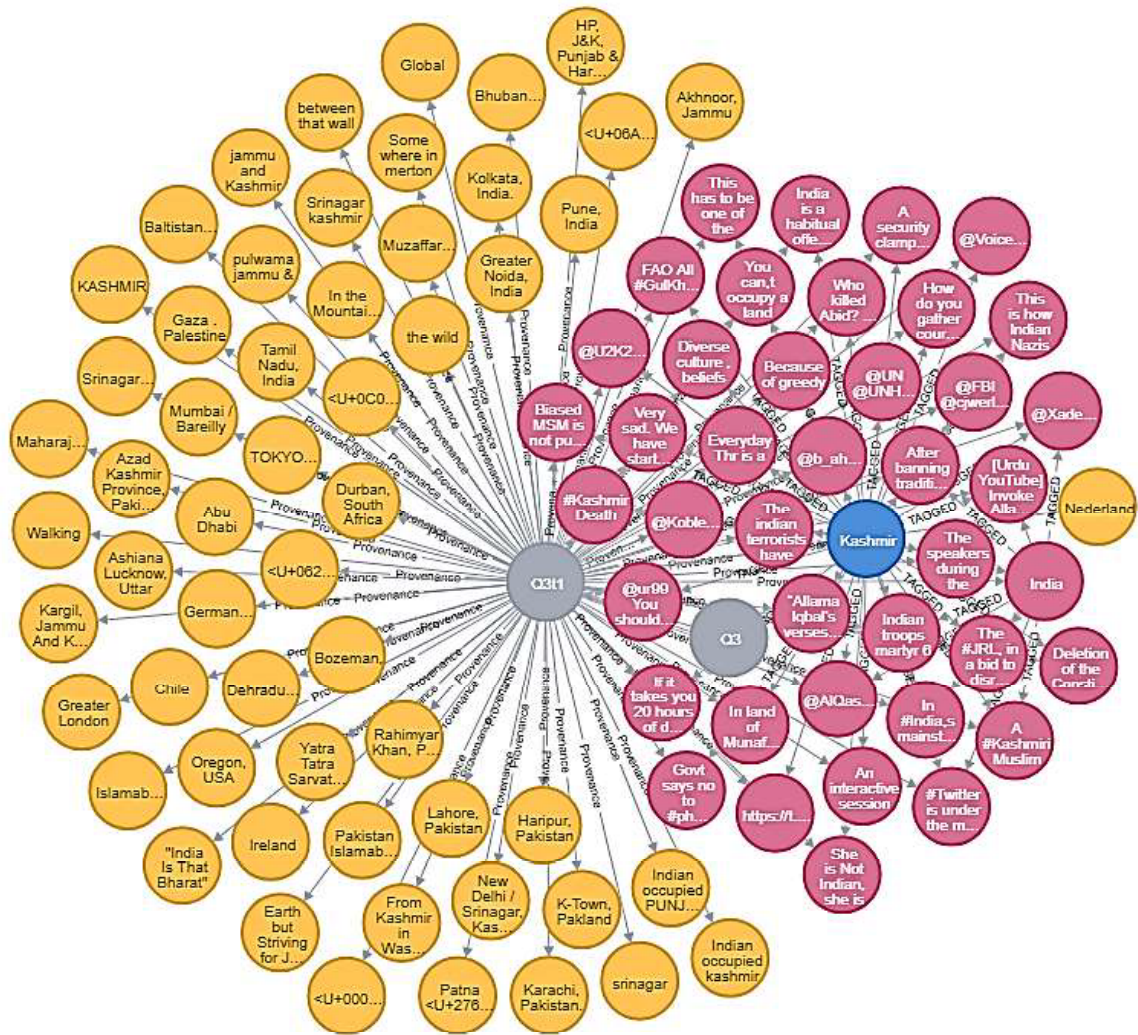 HP,
J&K,
Punjab &
Har…
Global
Bhuban…
Akhnoor,
Jammu
<U+06A…
between
that wall
Some
where in
merton
Kolkata,
India.
jammu
and
Kashmir
Srinagar
kashmir
Pune,
India
Muzaffar…
Greater
Noida,
India
Baltistan…
pulwama
jammu &
In the
Mountai…
the wild
KASHMIR
Gaza .
Palestine
Tamil
Nadu,
India
<U+0C0…
Srinagar…
Mumbai /
Bareilly
TOKYO…
Maharaj…
Azad
Kashmir
Province,
Paki…
Abu
Dhabi
Durban,
South
Africa
Walking
Ashiana
Lucknow,
Uttar
<U+062…
Kargil,
Jammu
And K…
German…
Bozeman,
Chile
Dehradu…
Greater
London
Rahimyar
Khan, P…
Yatra
Tatra
Sarvat…
Oregon,
USA
Islamab…
Lahore,
Pakistan
Haripur,
Pakistan
Ireland
Pakistan
Islamab…
"India
Is That
Bharat"
Indian
occupied
PUNJ…
New
Delhi /
Srinagar,
Kas…
K-Town,
Pakland
From
Kashmir
in
Was…
Earth
but
Striving
for J…
Indian
occupied
kashmir
srinagar
<U+000…
Patna
<U+276…
Karachi,
Pakistan.
Nederland
This
has to be
one of
the
India
is a
habitual
offe…
A
security
clamp…
@Voice…
FAO All
#GulKh…
You
can,t
occupy a
land
Who
killed
Abid? …
How
do you
gather
cour…
This
is how
Indian
Nazis
@U2K2…
Diverse
culture ,
beliefs
Because
of greedy
@UN
@UNH…
@FBI
@cjwerl…
@Xade…
Biased
MSM is
not pu…
Very
sad. We
have
start…
Everyday
Thr is a
@b_ah…
After
banning
traditi…
[Urdu
YouTube]
Invoke
Alla…
#Kashmir
Death
@Koble…
The
indian
terrorists
have
Kashmir
The
speakers
during
the
India
Q3t1
@ur99
You
should…
Q3
"Allama
Iqbal's
verses…
Indian
troops
martyr 6
The
#JRL, in
a bid to
disr…
Deletion
of the
Consti…
If it
takes you
20 hours
of d…
In land
of
Munaf…
@AlQas…
In
#India,s
mainst…
A
#Kashmiri
Muslim
Govt
says no
to
#ph…
https://t…
An
interactive
session
#Twitter
is under
the m…
She
is Not
Indian,
she is
Provenance
TAGGED